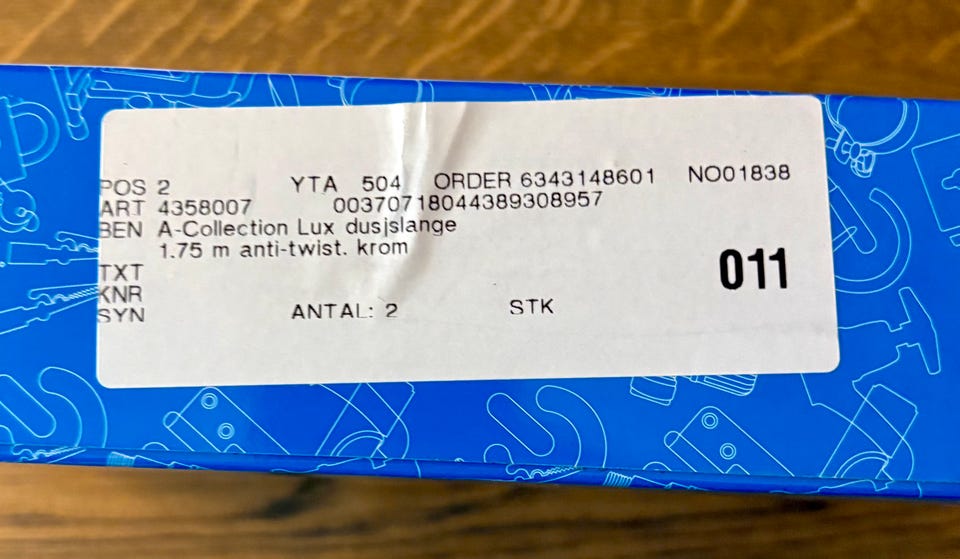 POS 2 YTA 504 ORDER 6343148601 NO01838
ART 4358007 00370718044389308957
BEN A-Collection Lux dusjslange
1.75 m anti-twist. krom
TXT
KNR
SYN ANTAL: 2 STK
011